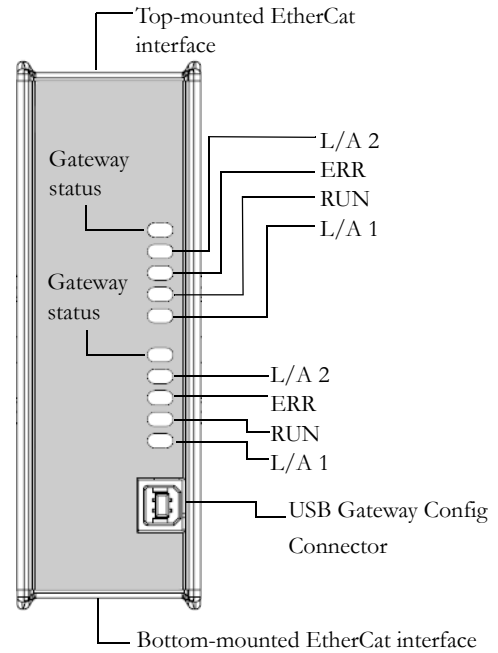 Top-mounted EtherCat
interface
L/A 2
ERR
RUN
L/A 1
Gateway
status
Gateway
status
L/A 2
ERR
RUN
L/A 1
USB Gateway Config
Connector
Bottom-mounted EtherCat interface